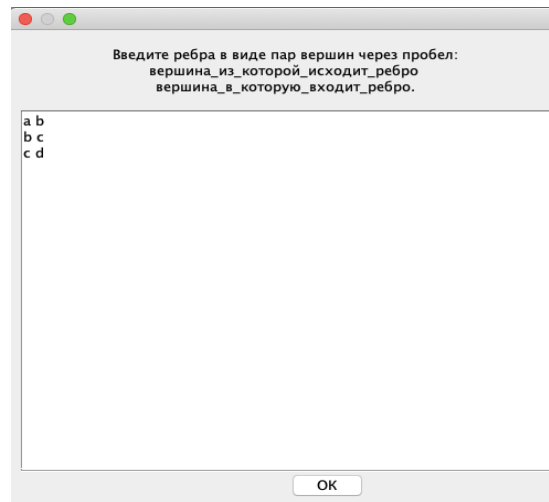 Введите ребра в виде пар вершин через пробел:
вершина_из_которой_исходит_ребро
вершина_в_которую_входит_ребро.
a b
b c
c d
OK